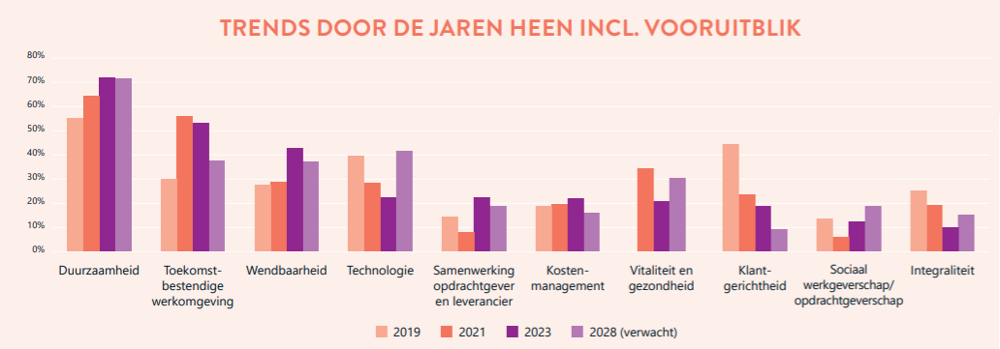 TRENDS DOOR DE JAREN HEEN INCL. VOORUITBLIK
80%
70%
60%
50%
40%
30%
20%
10%
0%
Duurzaamheid
Toekomst-
bestendige
werkomgeving
Wendbaarheid
Technologie
Samenwerking
opdrachtgever
en leverancier
Kosten-
management
Vitaliteit en
gezondheid
Klant-
gerichtheid
Sociaal
werkgeverschap/
opdrachtgeverschap
Integraliteit
2019
2021
2023
2028 (verwacht)